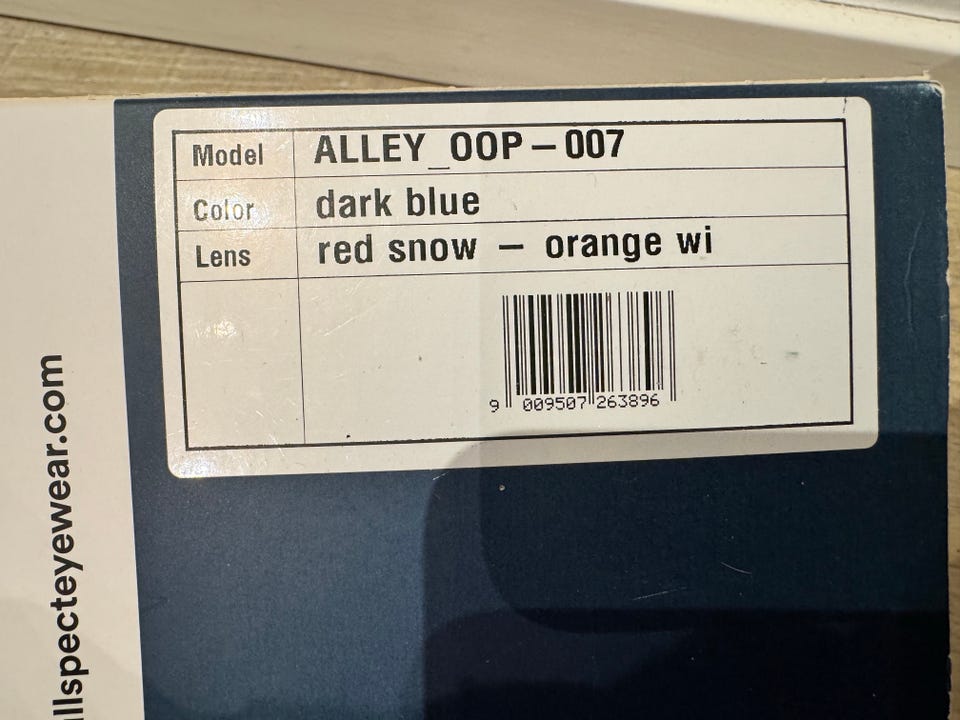 Model ALLEY_OOP – 007
Color dark blue
Lens red snow – orange wi
9 009507 263896
llspecteyewear.com